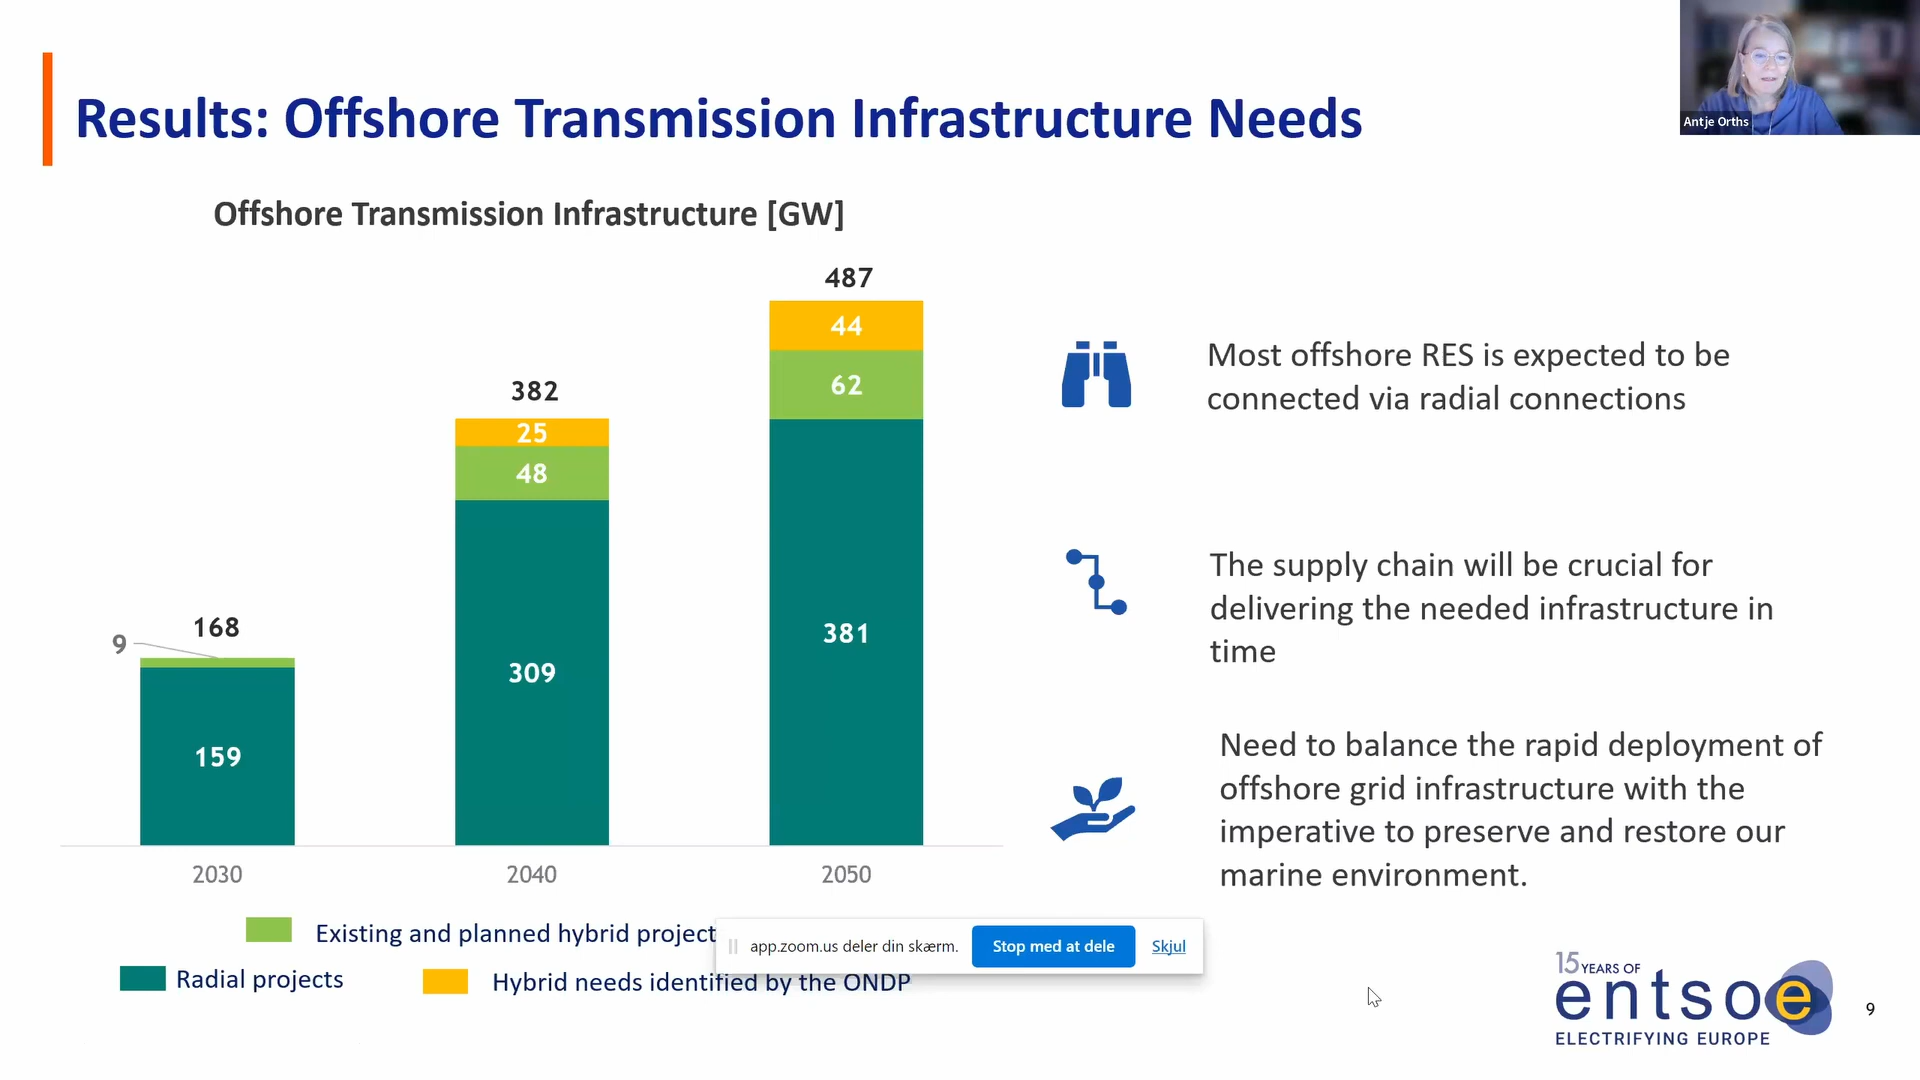 Antje Orths
Results: Offshore Transmission Infrastructure Needs
Offshore Transmission Infrastructure [GW]
487
44
62
381
382
25
48
309
168
9
159
2030
2040
2050
Existing and planned hybrid project
Radial projects
Hybrid needs identified by the ONDP
Most offshore RES is expected to be
connected via radial connections
The supply chain will be crucial for
delivering the needed infrastructure in
time
Need to balance the rapid deployment of
offshore grid infrastructure with the
imperative to preserve and restore our
marine environment.
app.zoom.us deler din skærm.
Stop med at dele
Skjul
15 YEARS OF
entsoe
ELECTRIFYING EUROPE
9